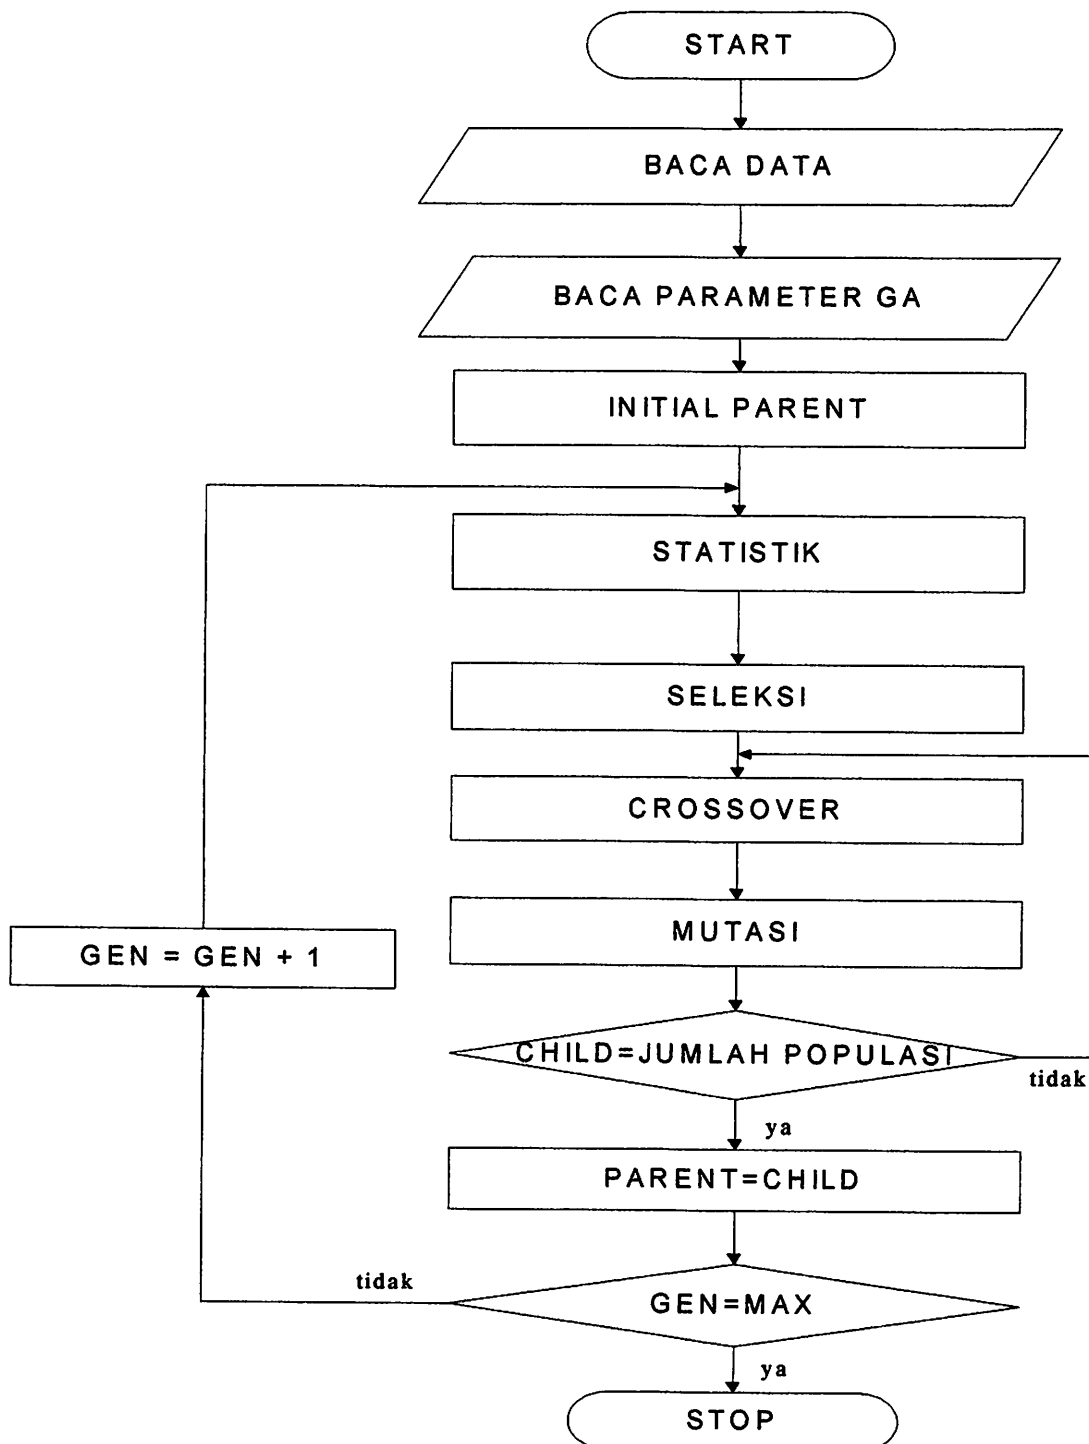 START
BACA DATA
BACA PARAMETER GA
INITIAL PARENT
STATISTIK
SELEKSI
CROSSOVER
MUTASI
GEN = GEN + 1
CHILD=JUMLAH POPULASI
tidak
ya
PARENT=CHILD
tidak
GEN=MAX
ya
STOP